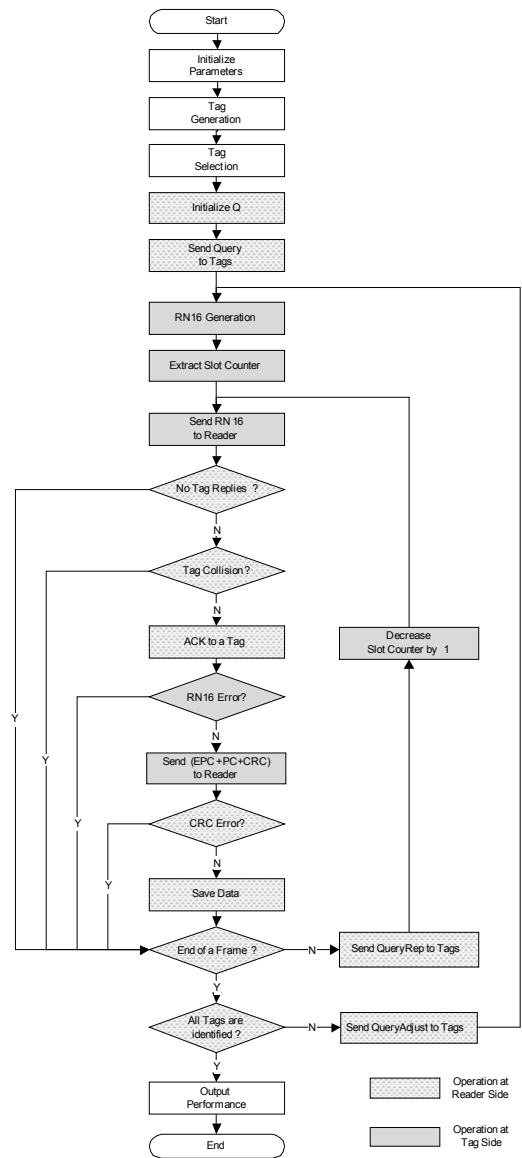 Start
Initialize
Parameters
Tag
Generation
Tag
Selection
Initialize Q
Send Query
to Tags
RN16 Generation
Extract Slot Counter
Send RN 16
to Reader
No Tag Replies ?
N
Tag Collision?
N
ACK to a Tag
Decrease
Slot Counter by 1
RN16 Error?
Y
N
Y
Send (EPC+PC+CRC)
to Reader
Y
CRC Error?
Y
N
Save Data
End of a Frame ?
N
Send QueryRep to Tags
Y
All Tags are
identified ?
N
Send QueryAdjust to Tags
Y
Output
Performance
Operation at
Reader Side
End
Operation at
Tag Side